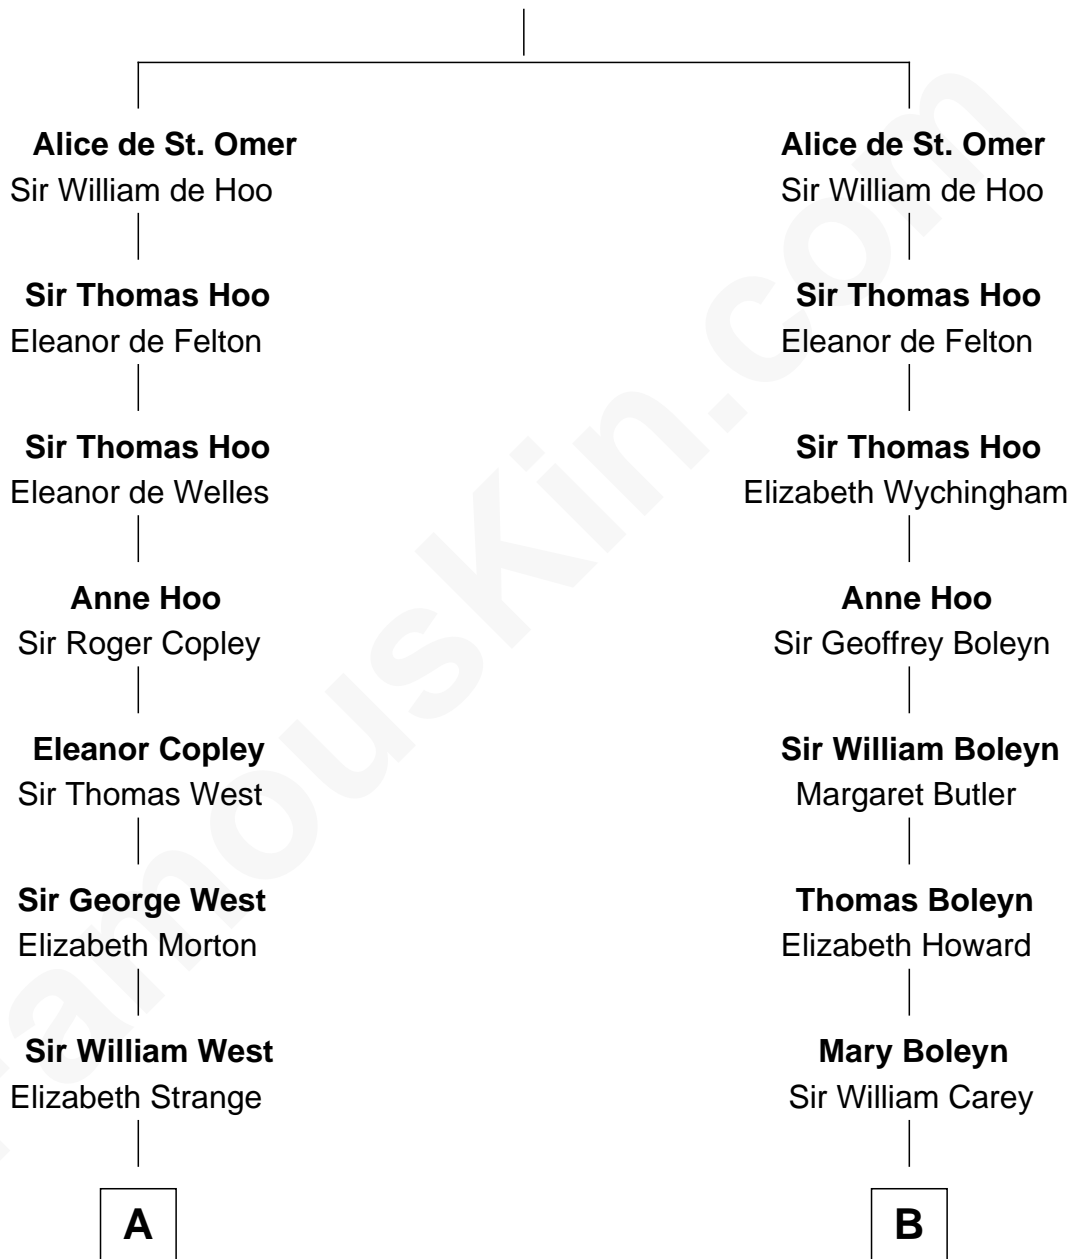 Alice de St. Omer
Sir William de Hoo
Sir Thomas Hoo
Eleanor de Felton
Sir Thomas Hoo
Eleanor de Welles
Anne Hoo
Sir Roger Copley
Eleanor Copley
Sir Thomas West
Sir George West
Elizabeth Morton
Sir William West
Elizabeth Strange
A
Alice de St. Omer
Sir William de Hoo
Sir Thomas Hoo
Eleanor de Felton
Sir Thomas Hoo
Elizabeth Wychingham
Anne Hoo
Sir Geoffrey Boleyn
Sir William Boleyn
Margaret Butler
Thomas Boleyn
Elizabeth Howard
Mary Boleyn
Sir William Carey
B
FamousKin.com